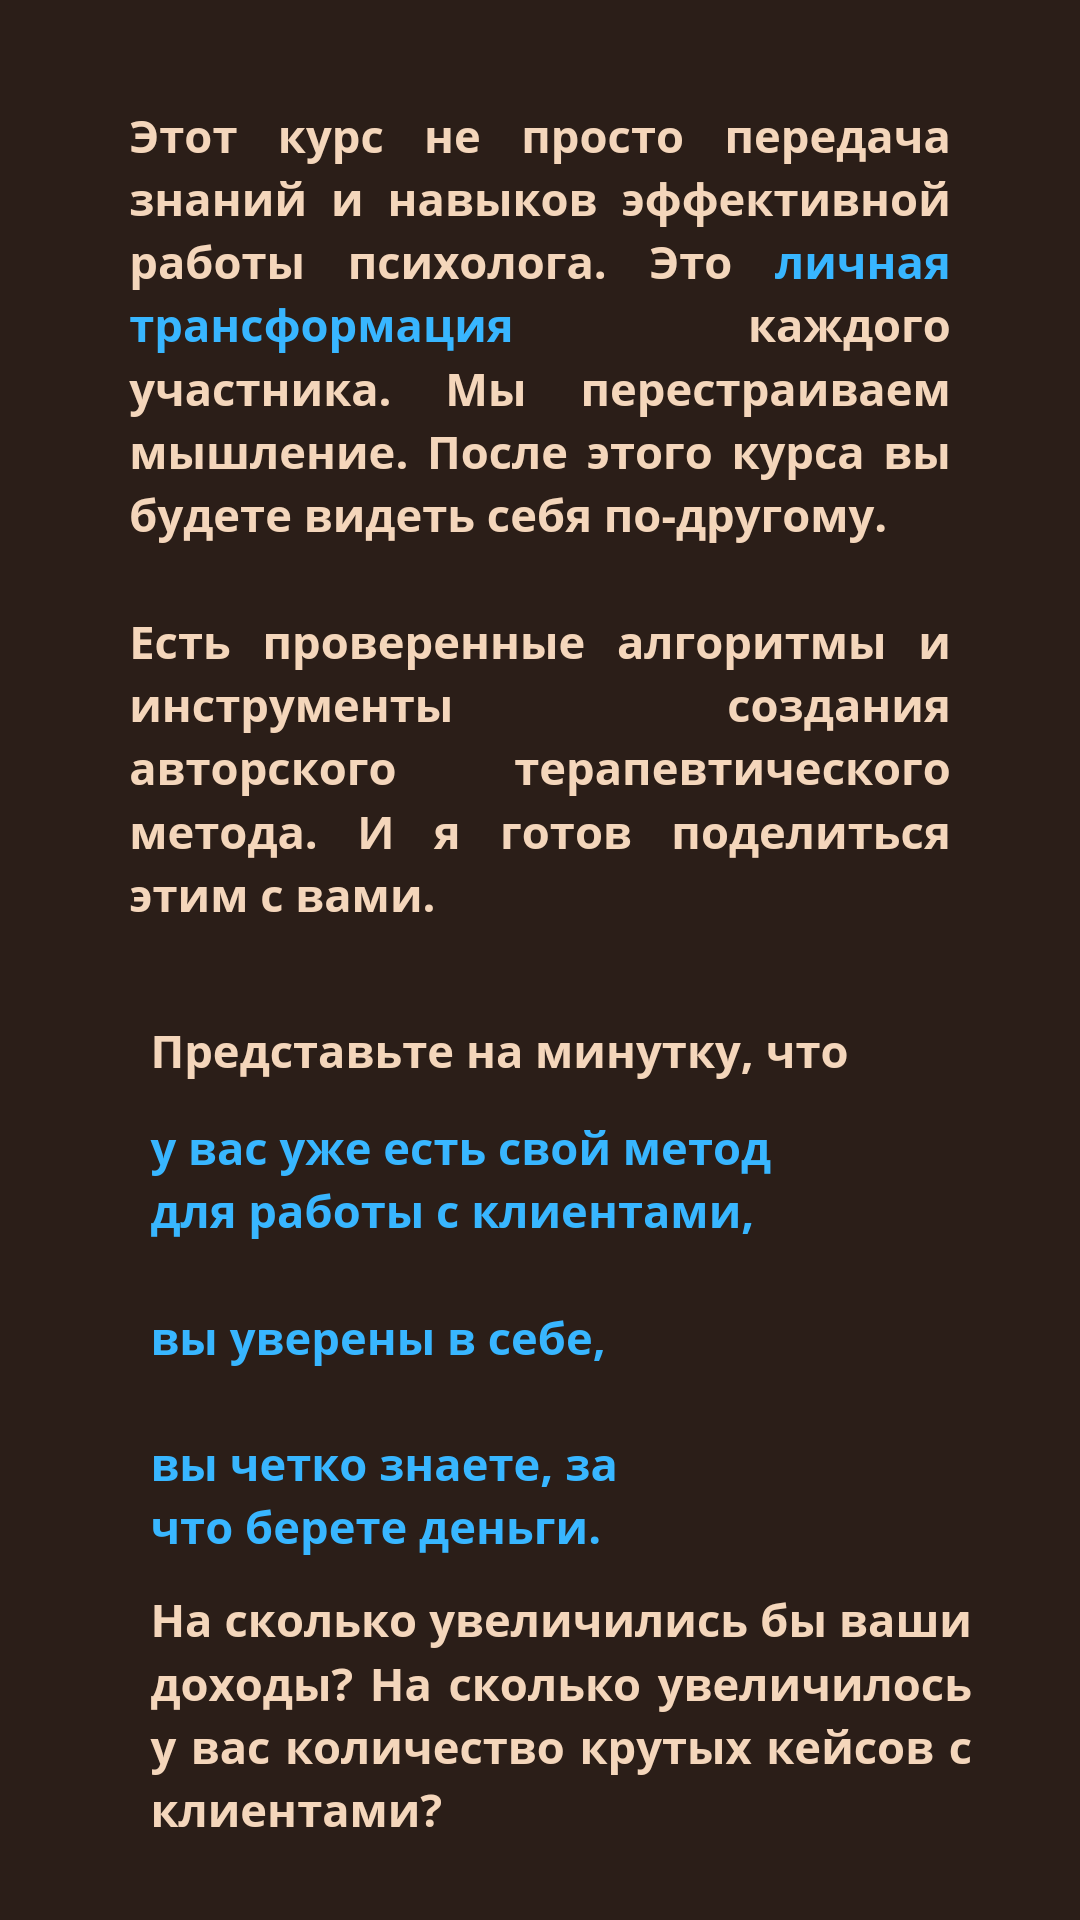 Этот курс не просто передача
знаний и навыков эффективной
работы психолога. Это личная
трансформация каждого
участника. Мы перестраиваем
мышление. После этого курса вы
будете видеть себя по-другому.
Есть проверенные алгоритмы и
инструменты создания
авторского терапевтического
метода. И я готов поделиться
этим с вами.
Представьте на минутку, что
у вас уже есть свой метод
для работы с клиентами,
вы уверены в себе,
вы четко знаете, за
что берете деньги.
На сколько увеличились бы ваши
доходы? На сколько увеличилось
у вас количество крутых кейсов с
клиентами?